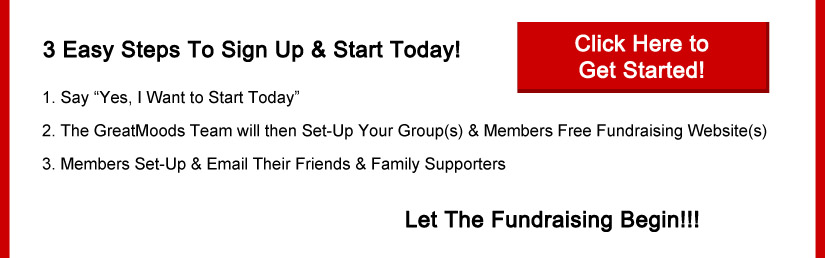 3 Easy Steps To Sign Up & Start Today!
Click Here to
Get Started!
1. Say “Yes, I Want to Start Today”
2. The GreatMoods Team will then Set-Up Your Group(s) & Members Free Fundraising Website(s)
3. Members Set-Up & Email Their Friends & Family Supporters
Let The Fundraising Begin!!!